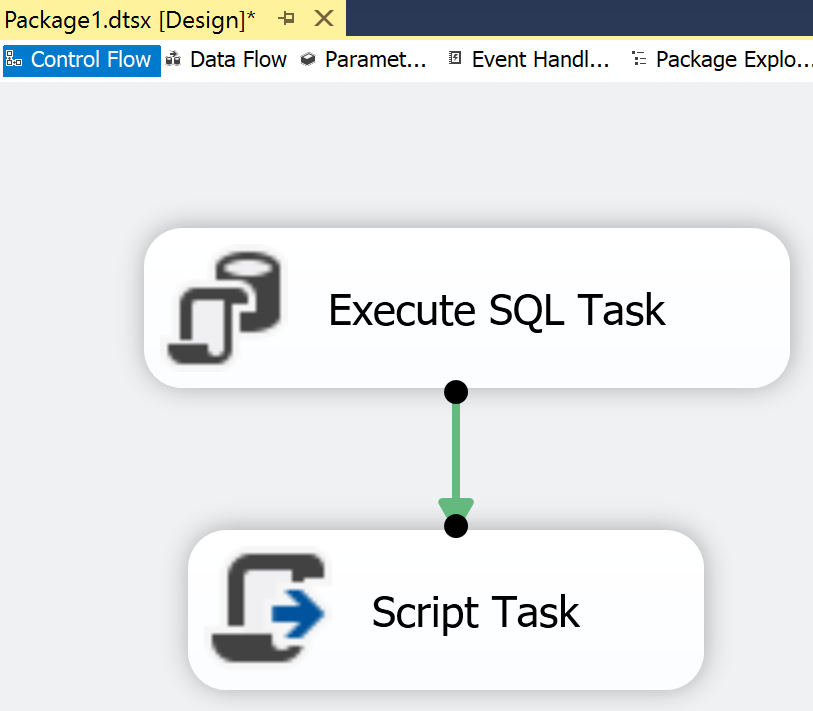 Package1.dtsx [Design]*
Control Flow Data Flow Paramet... Event Handl... Package Explo...
Execute SQL Task
Script Task